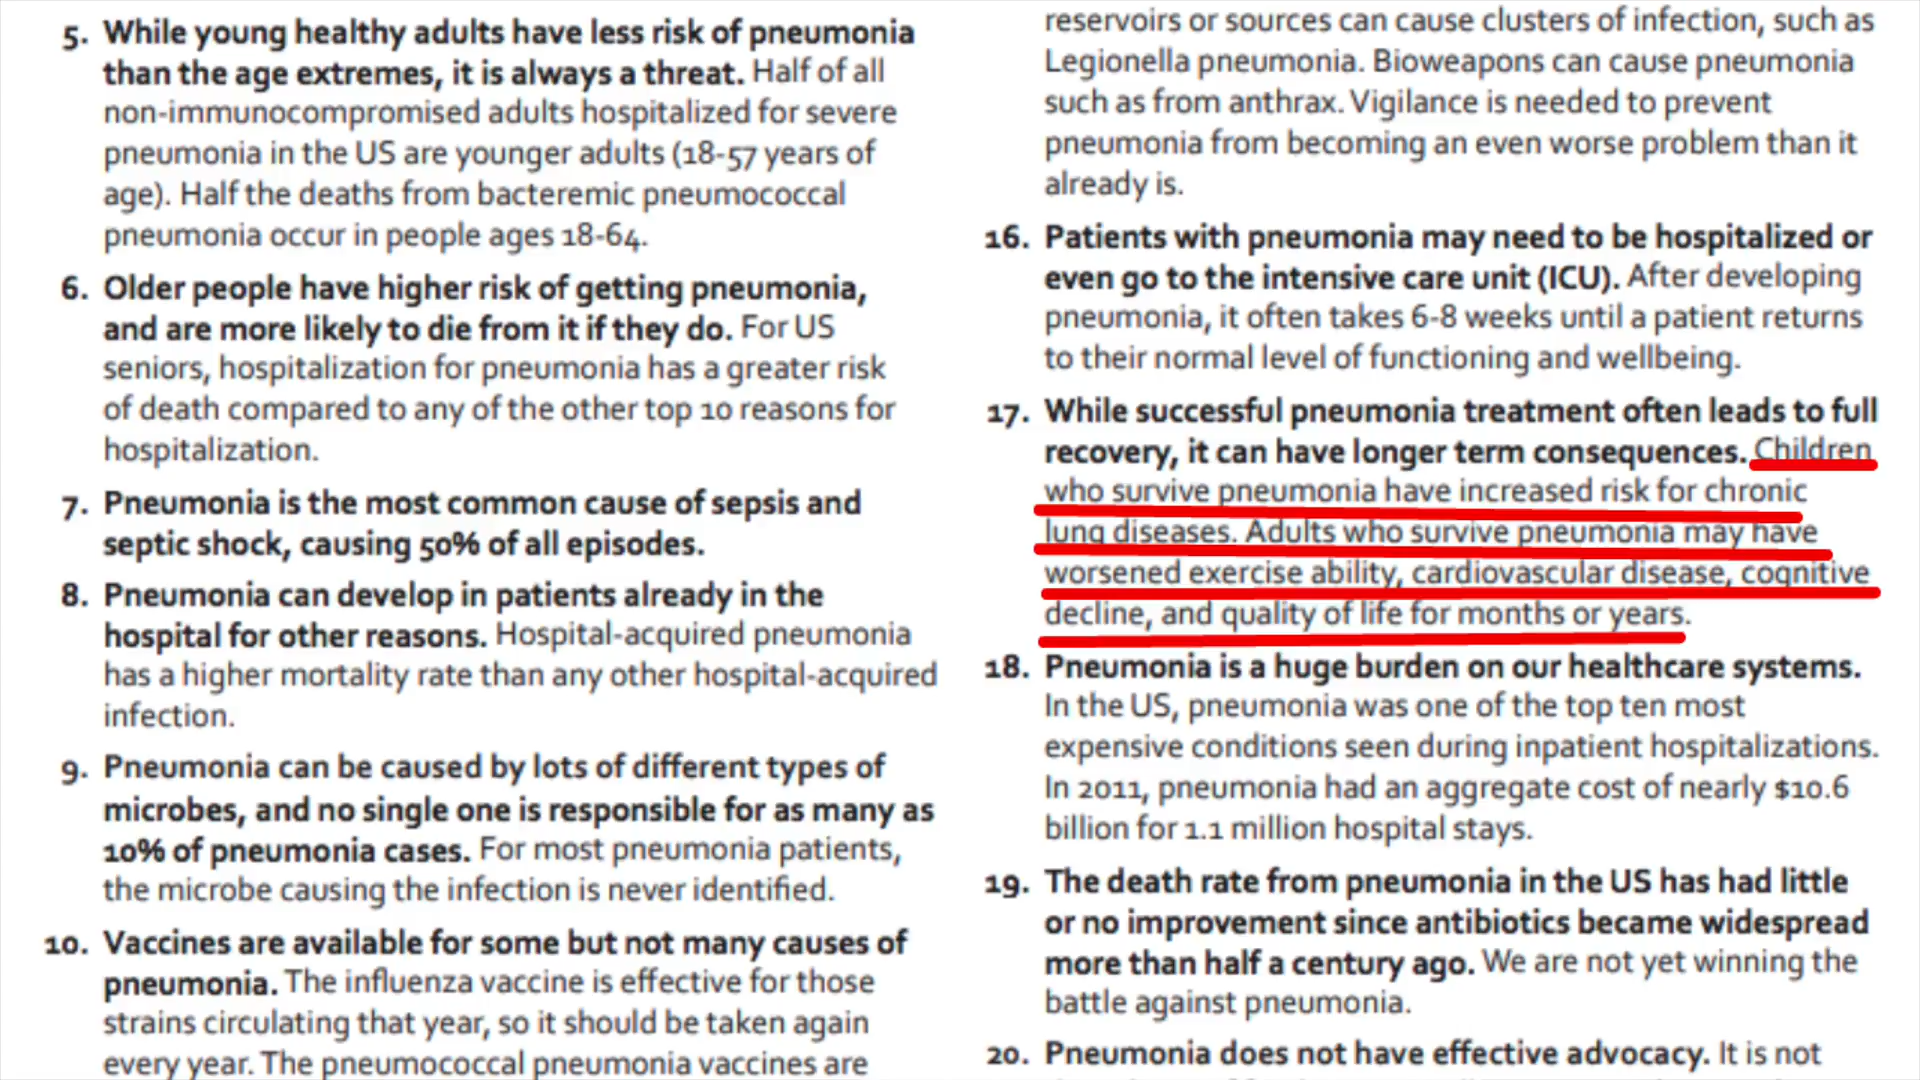 5. While young healthy adults have less risk of pneumonia
than the age extremes, it is always a threat. Half of all
non-immunocompromised adults hospitalized for severe
pneumonia in the US are younger adults (18-57 years of
age). Half the deaths from bacteremic pneumococcal
pneumonia occur in people ages 18-64.
6. Older people have higher risk of getting pneumonia,
and are more likely to die from it if they do. For US
seniors, hospitalization for pneumonia has a greater risk
of death compared to any of the other top 10 reasons for
hospitalization.
7. Pneumonia is the most common cause of sepsis and
septic shock, causing 50% of all episodes.
8. Pneumonia can develop in patients already in the
hospital for other reasons. Hospital-acquired pneumonia
has a higher mortality rate than any other hospital-acquired
infection.
9. Pneumonia can be caused by lots of different types of
microbes, and no single one is responsible for as many as
10% of pneumonia cases. For most pneumonia patients,
the microbe causing the infection is never identified.
10. Vaccines are available for some but not many causes of
pneumonia. The influenza vaccine is effective for those
strains circulating that year, so it should be taken again
every year. The pneumococcal pneumonia vaccines are
reservoirs or sources can cause clusters of infection, such as
Legionella pneumonia. Bioweapons can cause pneumonia
such as from anthrax. Vigilance is needed to prevent
pneumonia from becoming an even worse problem than it
already is.
16. Patients with pneumonia may need to be hospitalized or
even go to the intensive care unit (ICU). After developing
pneumonia, it often takes 6-8 weeks until a patient returns
to their normal level of functioning and wellbeing.
17. While successful pneumonia treatment often leads to full
recovery, it can have longer term consequences. Children
who survive pneumonia have increased risk for chronic
lung diseases. Adults who survive pneumonia may have
worsened exercise ability, cardiovascular disease, cognitive
decline, and quality of life for months or years.
18. Pneumonia is a huge burden on our healthcare systems.
In the US, pneumonia was one of the top ten most
expensive conditions seen during inpatient hospitalizations.
In 2011, pneumonia had an aggregate cost of nearly $10.6
billion for 1.1 million hospital stays.
19. The death rate from pneumonia in the US has had little
or no improvement since antibiotics became widespread
more than half a century ago. We are not yet winning the
battle against pneumonia.
20. Pneumonia does not have effective advocacy. It is not